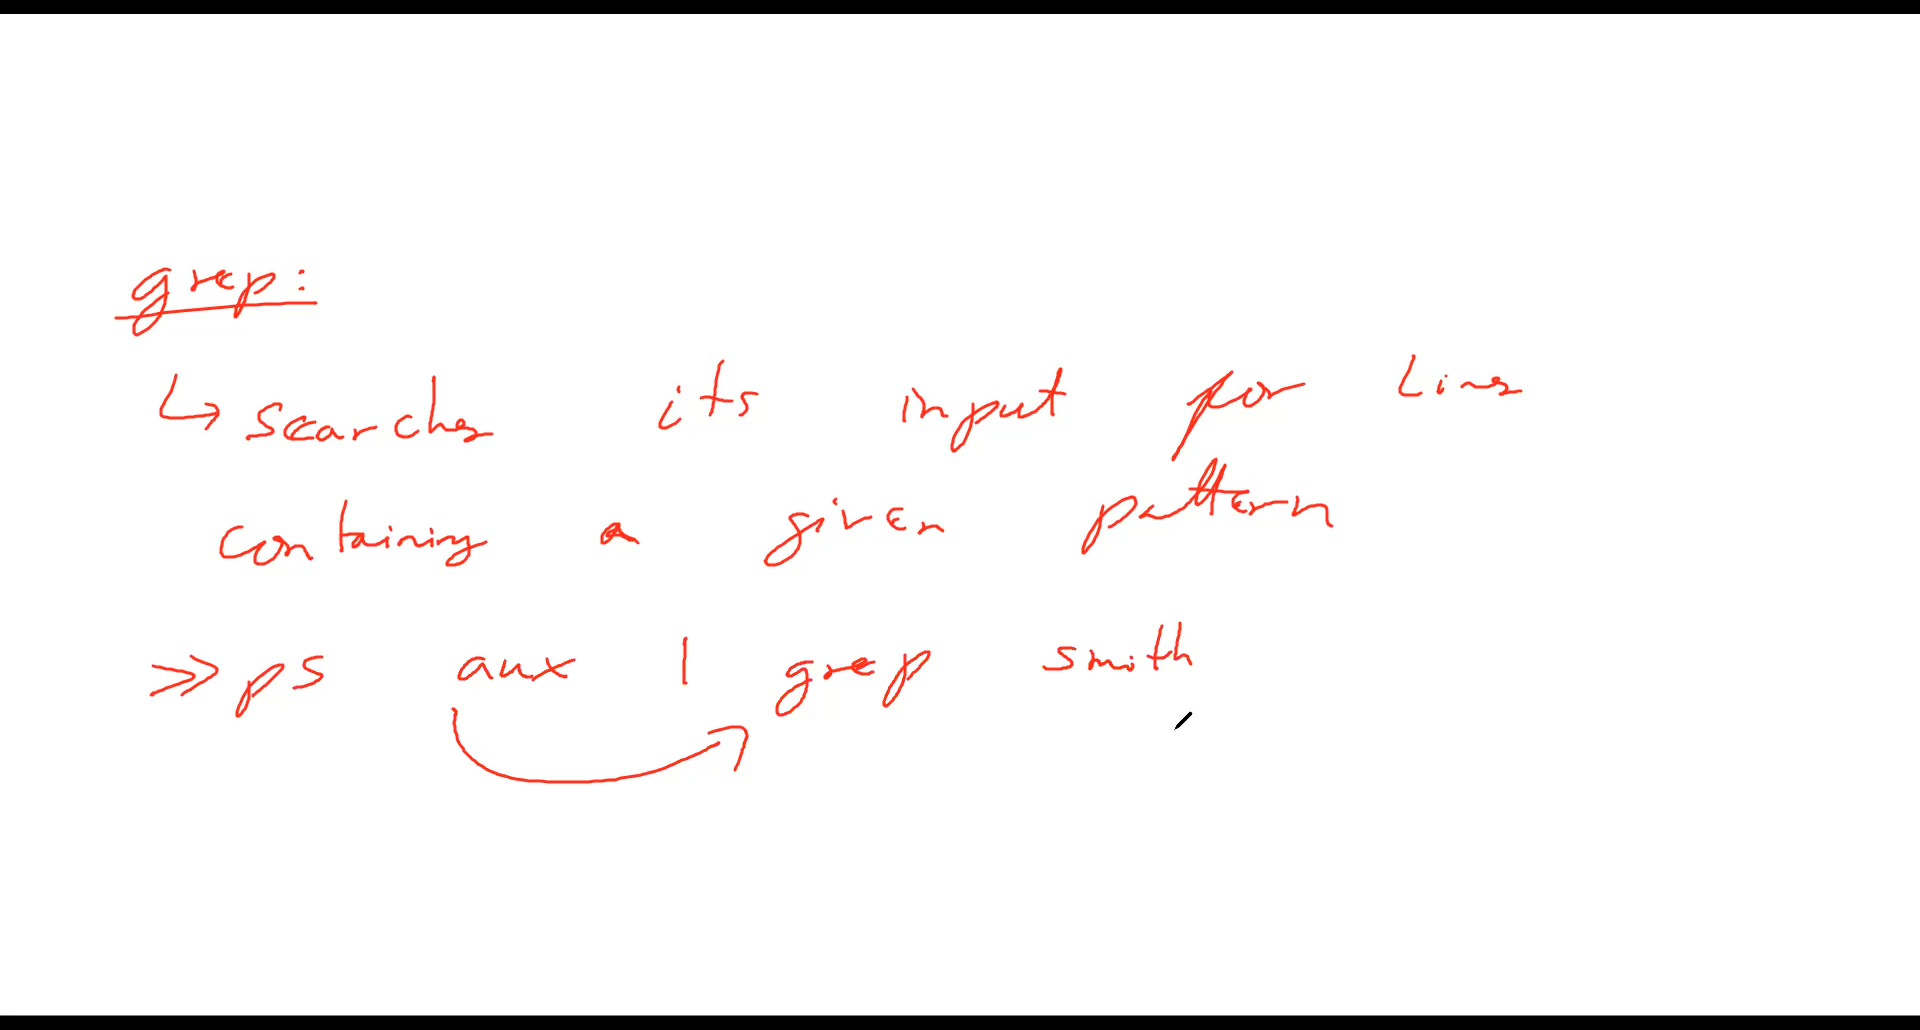 grep:
↳ searches its input for lines
containing a given pattern
>> ps aux | grep smith